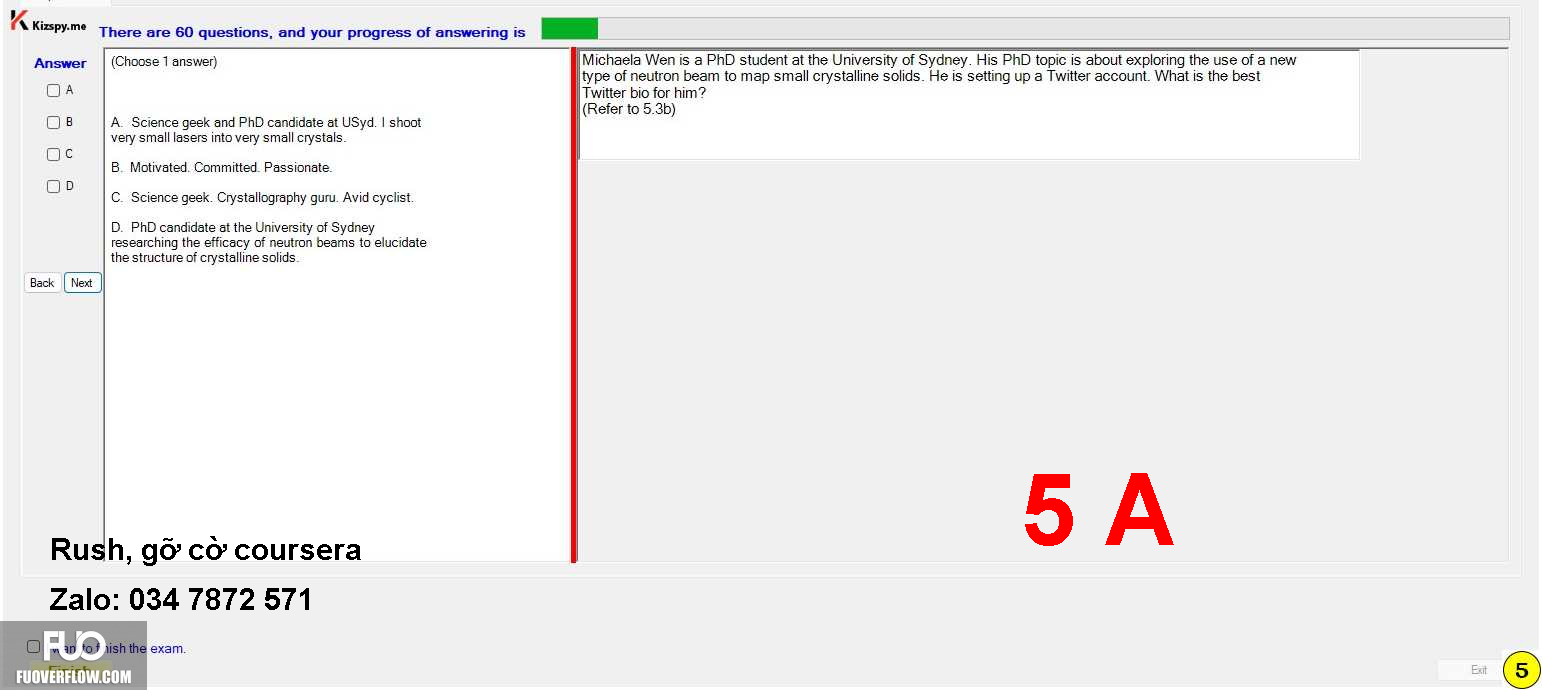 Kizspy.me
There are 60 questions, and your progress of answering is
Answer
A
B
C
D
Back
Next
(Choose 1 answer)
A. Science geek and PhD candidate at USyd. I shoot
very small lasers into very small crystals.
B. Motivated. Committed. Passionate.
C. Science geek. Crystallography guru. Avid cyclist.
D. PhD candidate at the University of Sydney
researching the efficacy of neutron beams to elucidate
the structure of crystalline solids.
Michaela Wen is a PhD student at the University of Sydney. His PhD topic is about exploring the use of a new
type of neutron beam to map small crystalline solids. He is setting up a Twitter account. What is the best
Twitter bio for him?
(Refer to 5.3b)
5 A
Rush, gỡ cờ coursera
Zalo: 034 7872 571
want to finish the exam.
Finish
FUO
FUOVERFLOW.COM
Exit
5